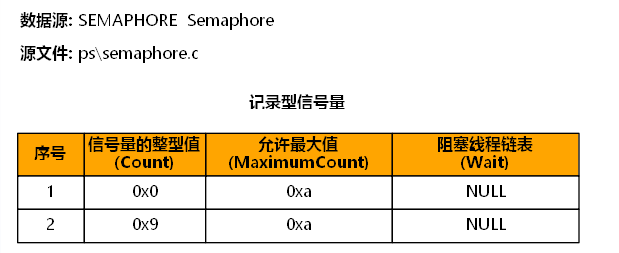 数据源: SEMAPHORE Semaphore
源文件: ps\semaphore.c
记录型信号量
序号 信号量的整型值 (Count) 允许最大值 (MaximumCount) 阻塞线程链表 (Wait)
1 0x0 0xa NULL
2 0x9 0xa NULL